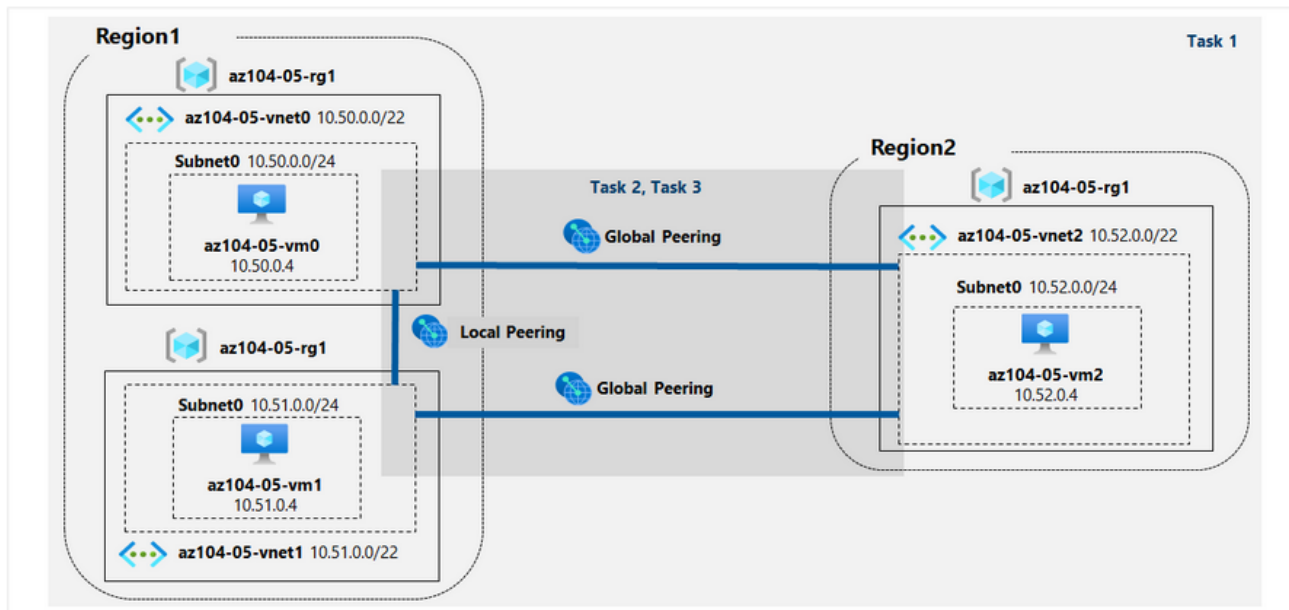 Region1
Task 1
az104-05-rg1
az104-05-vnet0 10.50.0.0/22
Subnet0 10.50.0.0/24
az104-05-vm0
10.50.0.4
Task 2, Task 3
Global Peering
Local Peering
Global Peering
az104-05-rg1
Subnet0 10.51.0.0/24
az104-05-vm1
10.51.0.4
az104-05-vnet1 10.51.0.0/22
Region2
az104-05-rg1
az104-05-vnet2 10.52.0.0/22
Subnet0 10.52.0.0/24
az104-05-vm2
10.52.0.4